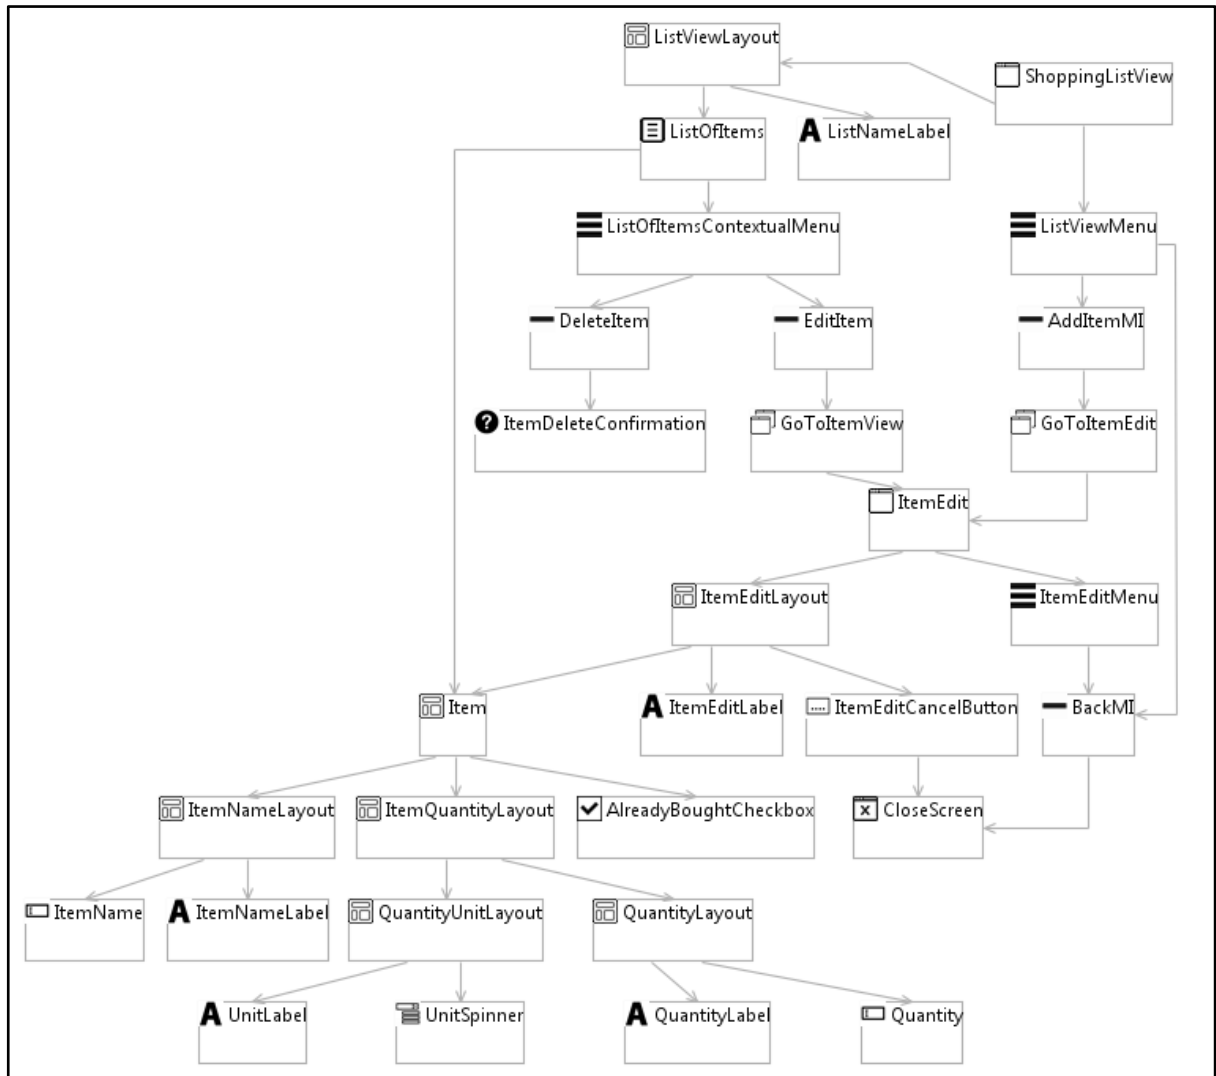 ListViewLayout
ShoppingListView
ListOfItems
ListNameLabel
ListOfItemsContextualMenu
ListViewMenu
DeleteItem
EditItem
AddItemMI
ItemDeleteConfirmation
GoToItemView
GoToItemEdit
ItemEdit
ItemEditLayout
ItemEditMenu
Item
ItemEditLabel
ItemEditCancelButton
BackMI
ItemNameLayout
ItemQuantityLayout
AlreadyBoughtCheckbox
CloseScreen
ItemName
ItemNameLabel
QuantityUnitLayout
QuantityLayout
UnitLabel
UnitSpinner
QuantityLabel
Quantity